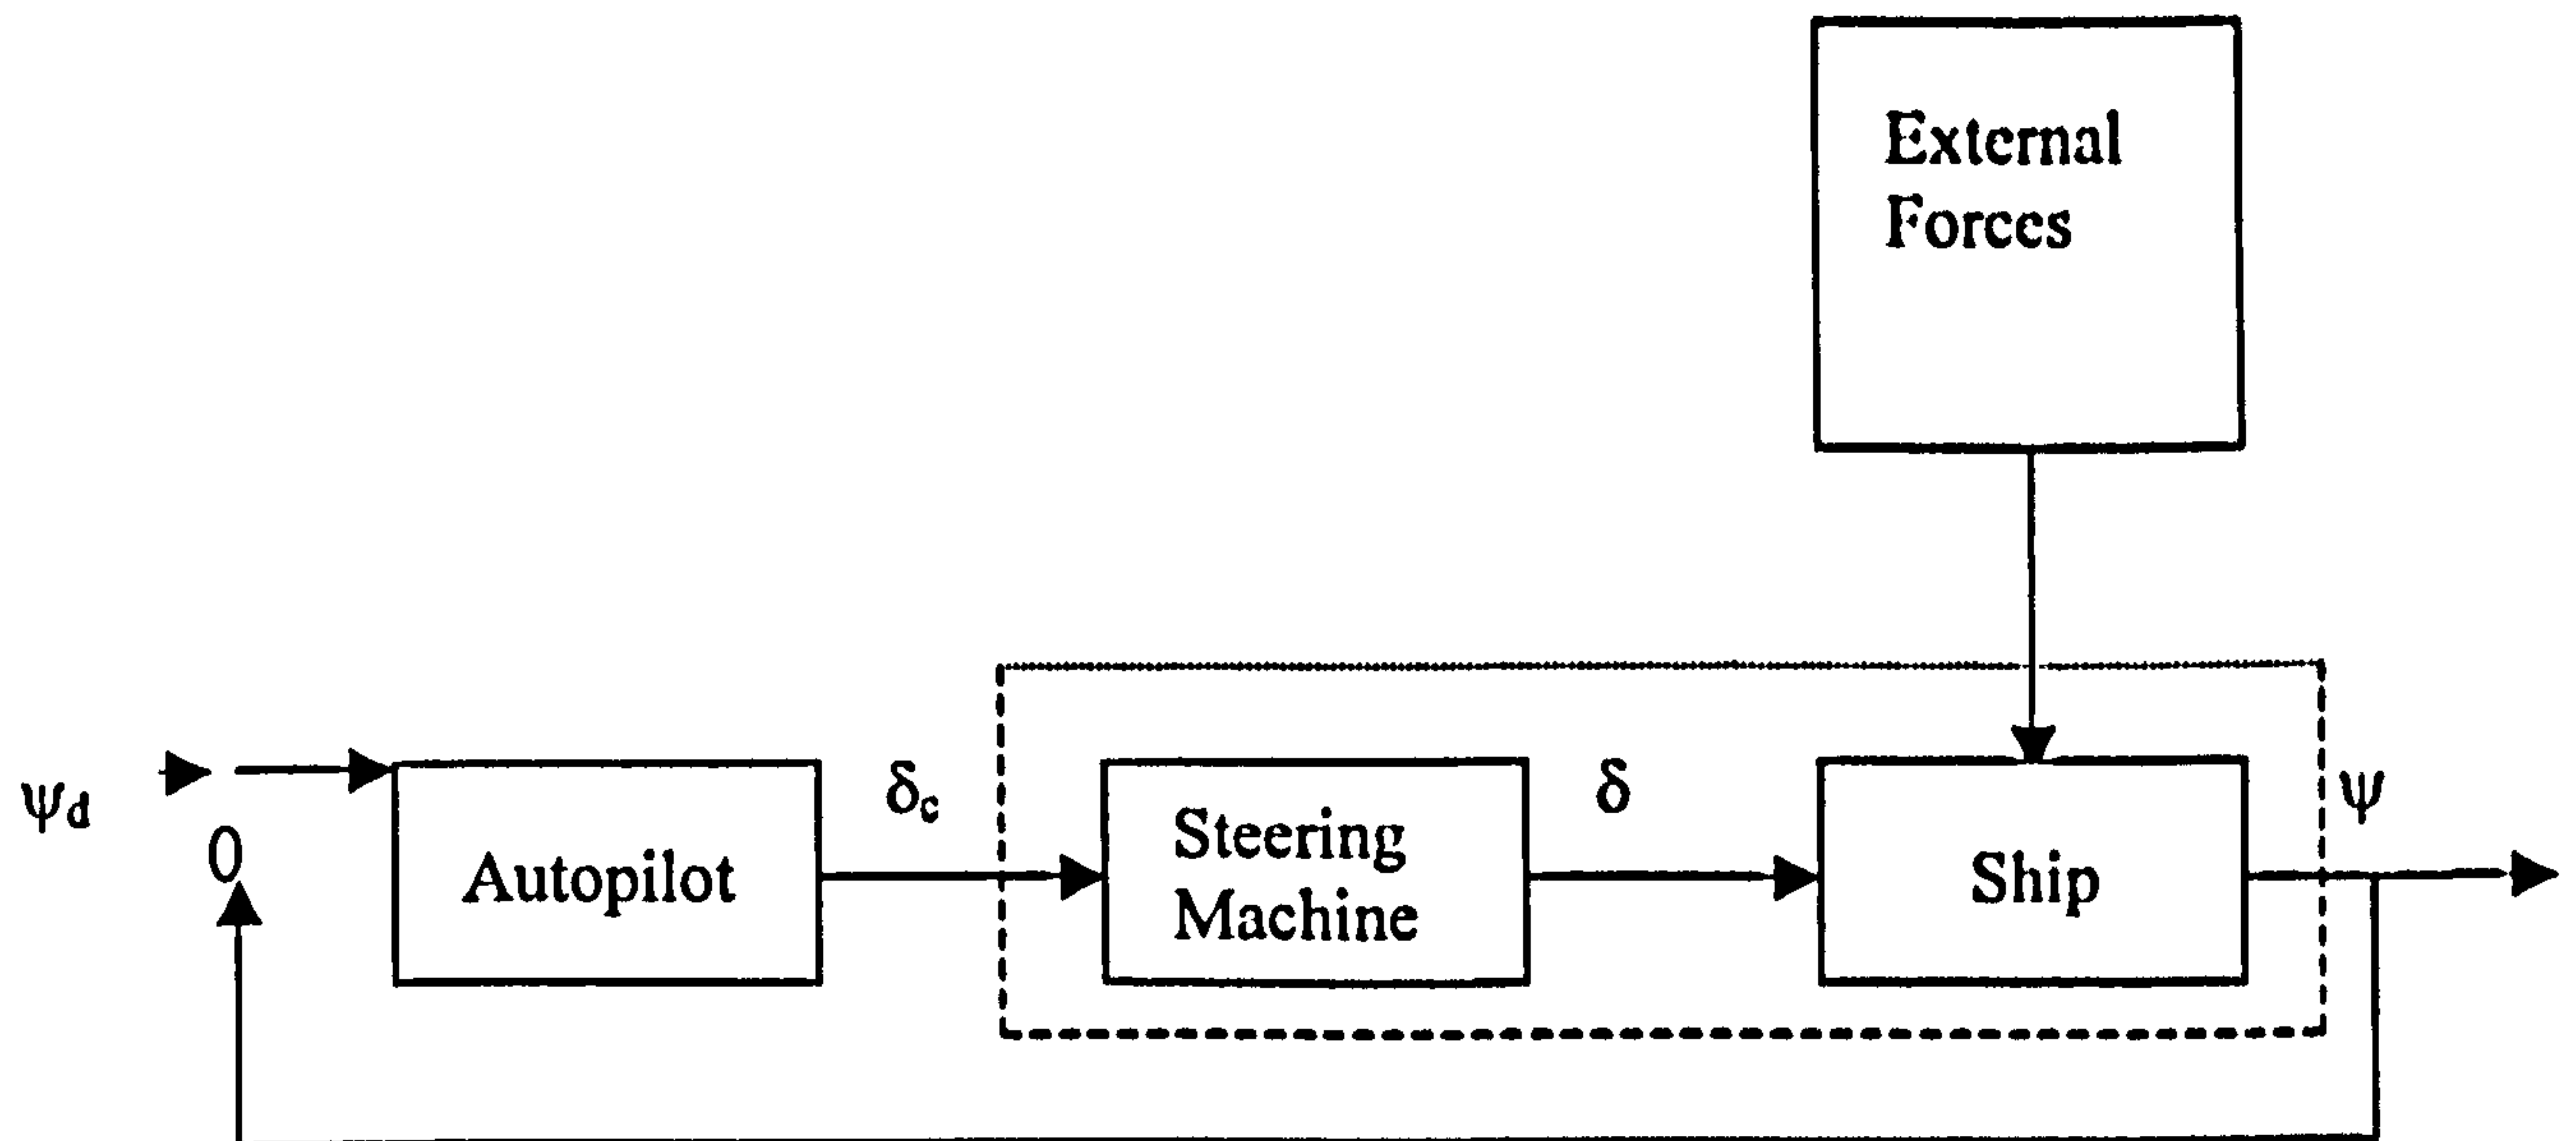 External
Forces
ψd
0
Autopilot
δc
Steering
Machine
δ
Ship
ψ